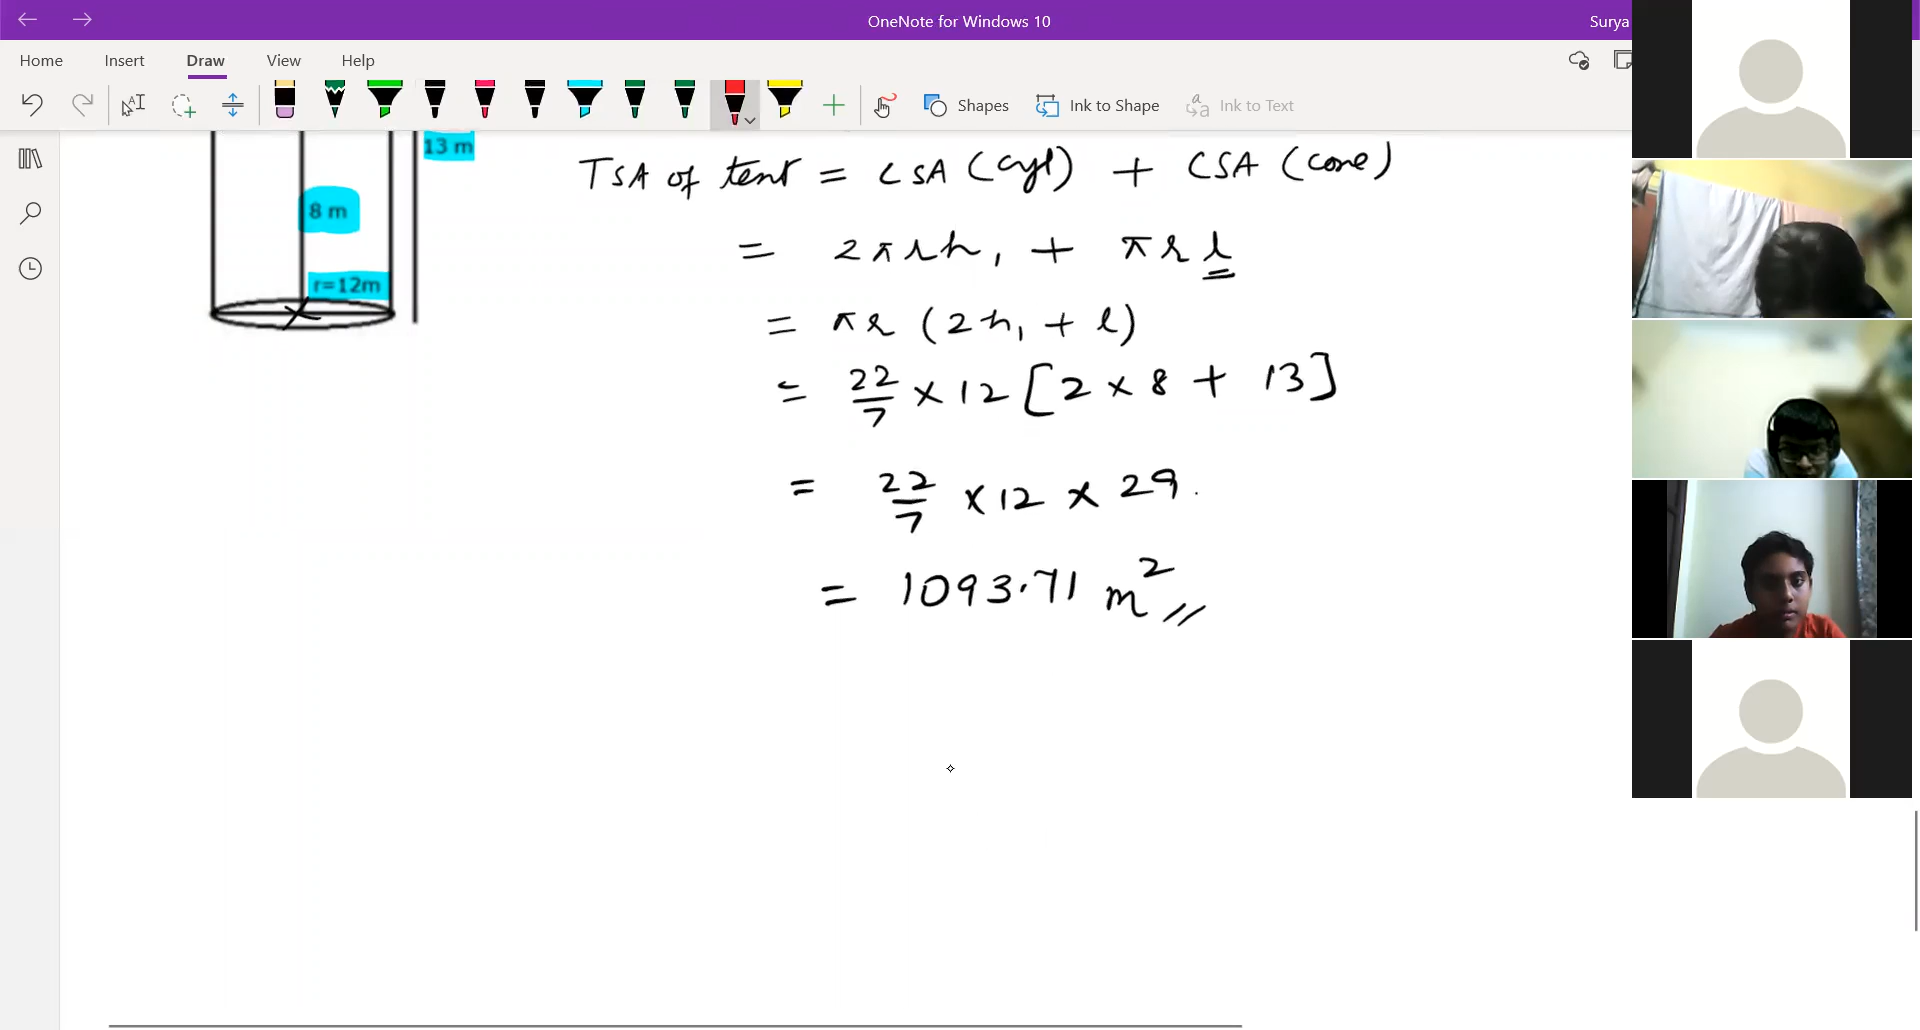 OneNote for Windows 10
Surya
Home Insert Draw View Help
Shapes Ink to Shape Ink to Text
13 m
8 m
r=12m
TSA of tent = CSA (cyl) + CSA (cone)
= 2πrh₁ + πrl
= πr (2h₁ + l)
= 22/7 × 12 [2 × 8 + 13]
= 22/7 × 12 × 29.
= 1093.71 m²